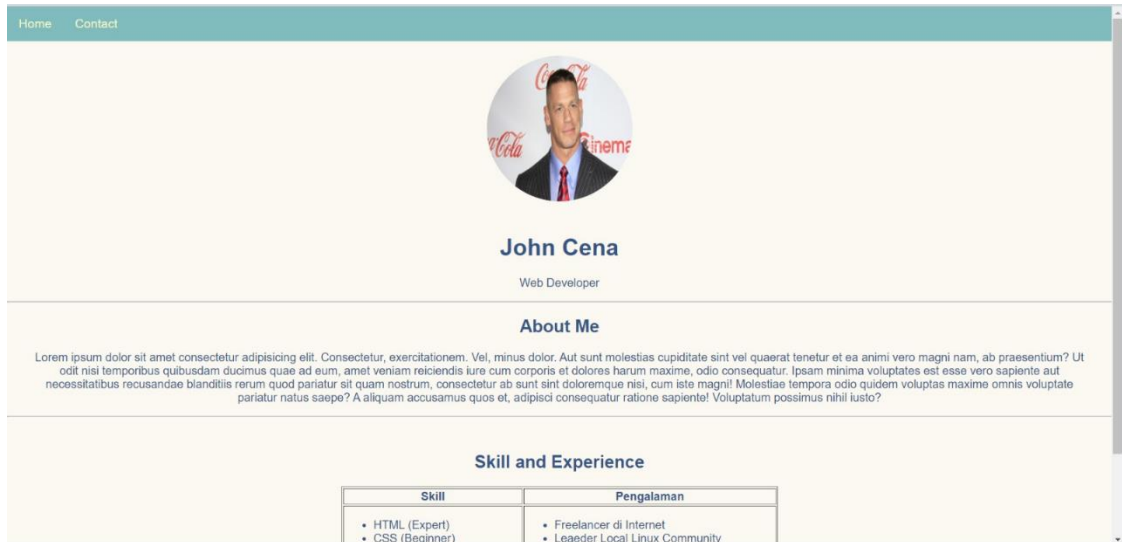 Home Contact
Coca-Cola
Coca-Cola
Cinema
John Cena
Web Developer
About Me
Lorem ipsum dolor sit amet consectetur adipisicing elit. Consectetur, exercitationem. Vel, minus dolor. Aut sunt molestias cupiditate sint vel quaerat tenetur et ea animi vero magni nam, ab praesentium? Ut
odit nisi temporibus quibusdam ducimus quae ad eum, amet veniam reiciendis iure cum corporis et dolores harum maxime, odio consequatur. Ipsam minima voluptates est esse vero sapiente aut
necessitatibus recusandae blanditiis rerum quod pariatur sit quam nostrum, consectetur ab sunt sint doloremque nisi, cum iste magni! Molestiae tempora odio quidem voluptas maxime omnis voluptate
pariatur natus saepe? A aliquam accusamus quos et, adipisci consequatur ratione sapiente! Voluptatum possimus nihil iusto?
Skill and Experience
Skill Pengalaman
• HTML (Expert) • Freelancer di Internet
• CSS (Beginner) • Leaeder Local Linux Community